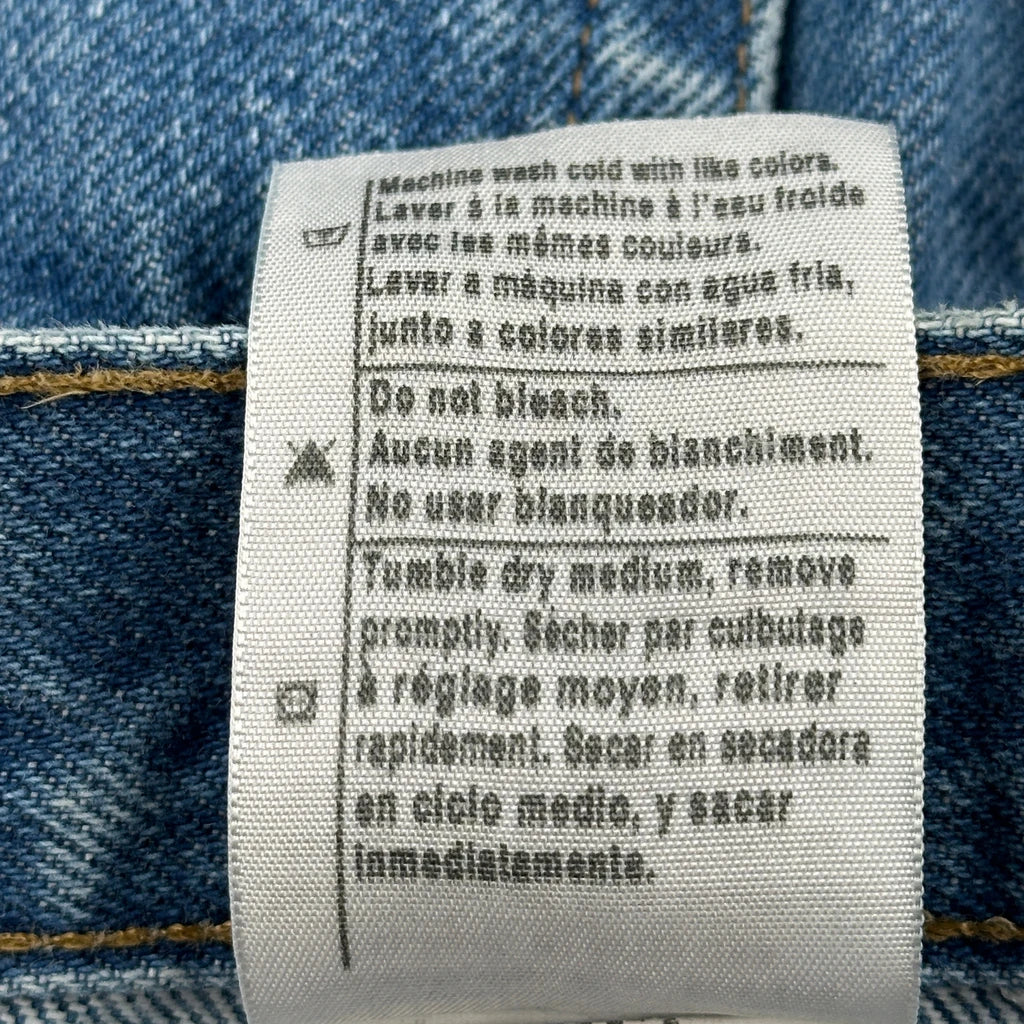 Machine wash cold with like colors.
Laver à la machine à l'eau froide
avec les mêmes couleurs.
Lavar a máquina con agua fria,
junto a colores similares.
Do not bleach.
Aucun agent de blanchiment.
No usar blanqueador.
Tumble dry medium, remove
promptly. Sécher par culbutage
à réglage moyen, retirer
rapidement. Secar en secadora
en ciclo medio, y sacar
inmediatamente.